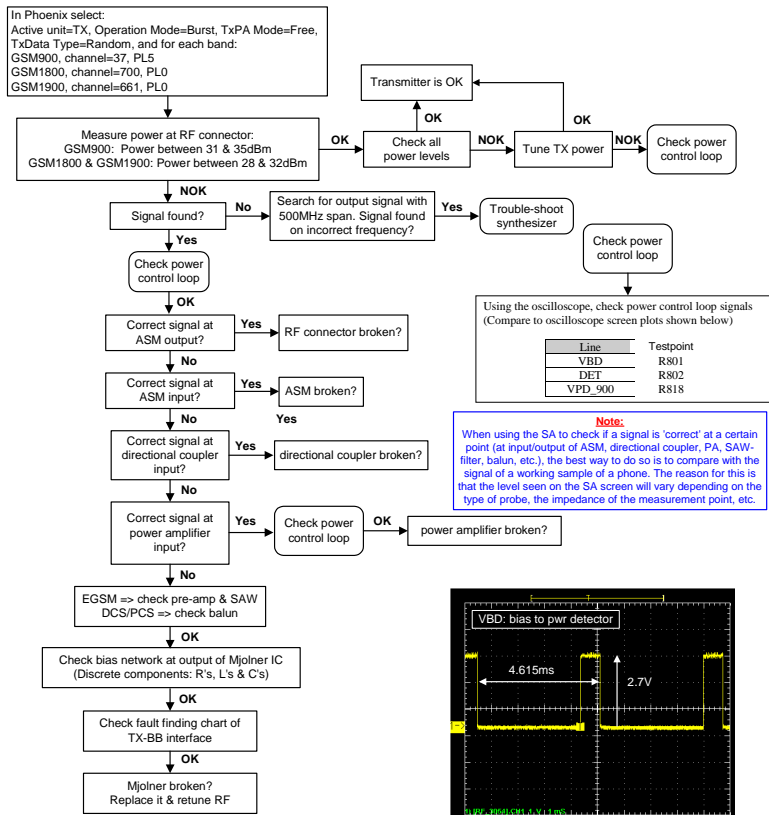 In Phoenix select:
Active unit=TX, Operation Mode=Burst, TxPA Mode=Free,
TxData Type=Random, and for each band:
GSM900, channel=37, PL5
GSM1800, channel=700, PL0
GSM1900, channel=661, PL0
Transmitter is OK
OK
OK
Measure power at RF connector:
GSM900: Power between 31 & 35dBm
GSM1800 & GSM1900: Power between 28 & 32dBm
OK
Check all
power levels
NOK
Tune TX power
NOK
Check power
control loop
NOK
Signal found?
No
Search for output signal with
500MHz span. Signal found
on incorrect frequency?
Yes
Trouble-shoot
synthesizer
Yes
Check power
control loop
Check power
control loop
OK
Using the oscilloscope, check power control loop signals
(Compare to oscilloscope screen plots shown below)
Line Testpoint
VBD R801
DET R802
VPD_900 R818
Correct signal at
ASM output?
Yes
RF connector broken?
No
Correct signal at
ASM input?
Yes
ASM broken?
No
Yes
Note:
When using the SA to check if a signal is 'correct' at a certain
point (at input/output of ASM, directional coupler, PA, SAW-
filter, balun, etc.), the best way to do so is to compare with the
signal of a working sample of a phone. The reason for this
is that the level seen on the SA screen will vary depending on the
type of probe, the impedance of the measurement point, etc.
Correct signal at
directional coupler
input?
Yes
directional coupler broken?
No
Correct signal at
power amplifier
input?
Yes
Check power
control loop
OK
power amplifier broken?
No
EGSM => check pre-amp & SAW
DCS/PCS => check balun
OK
Check bias network at output of Mjolner IC
(Discrete components: R's, L's & C's)
OK
Check fault finding chart of
TX-BB interface
OK
Mjolner broken?
Replace it & retune RF
VBD: bias to pwr detector
4.615ms
2.7V